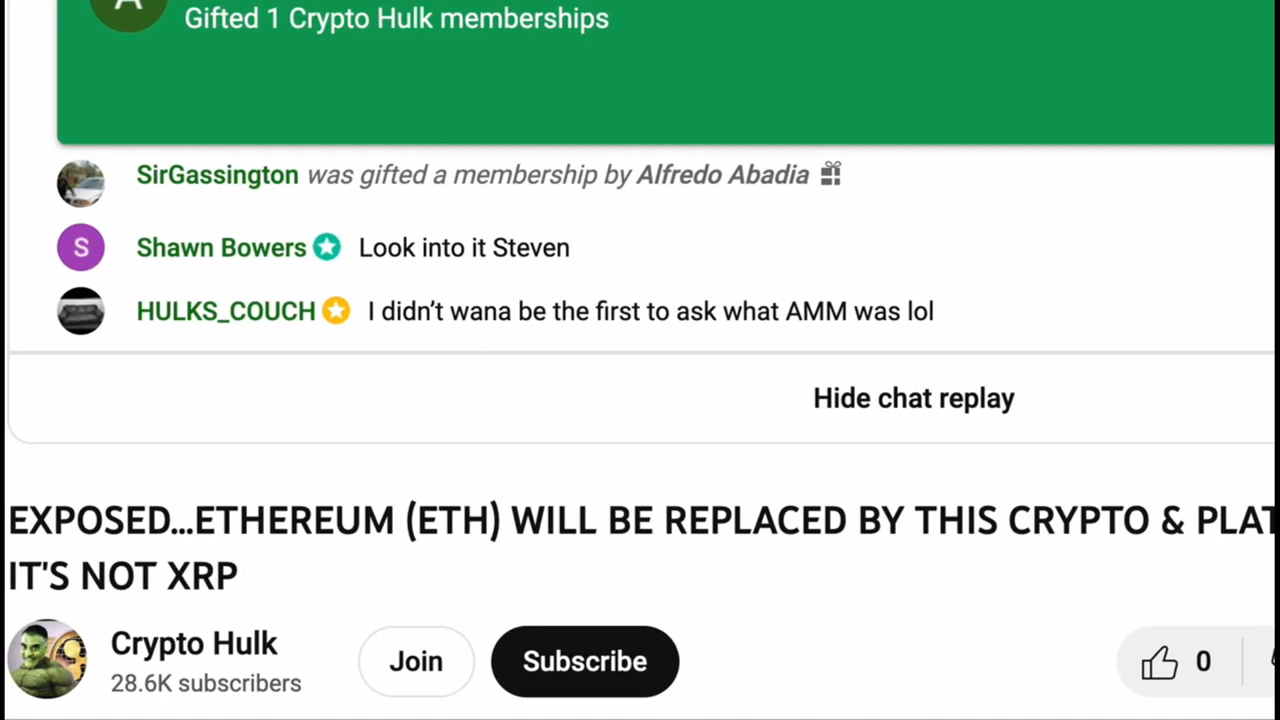 Gifted 1 Crypto Hulk memberships
SirGassington was gifted a membership by Alfredo Abadia
S Shawn Bowers Look into it Steven
HULKS_COUCH I didn't wana be the first to ask what AMM was lol
Hide chat replay
EXPOSED...ETHEREUM (ETH) WILL BE REPLACED BY THIS CRYPTO &
IT'S NOT XRP
Crypto Hulk
28.6K subscribers
Join
Subscribe
0